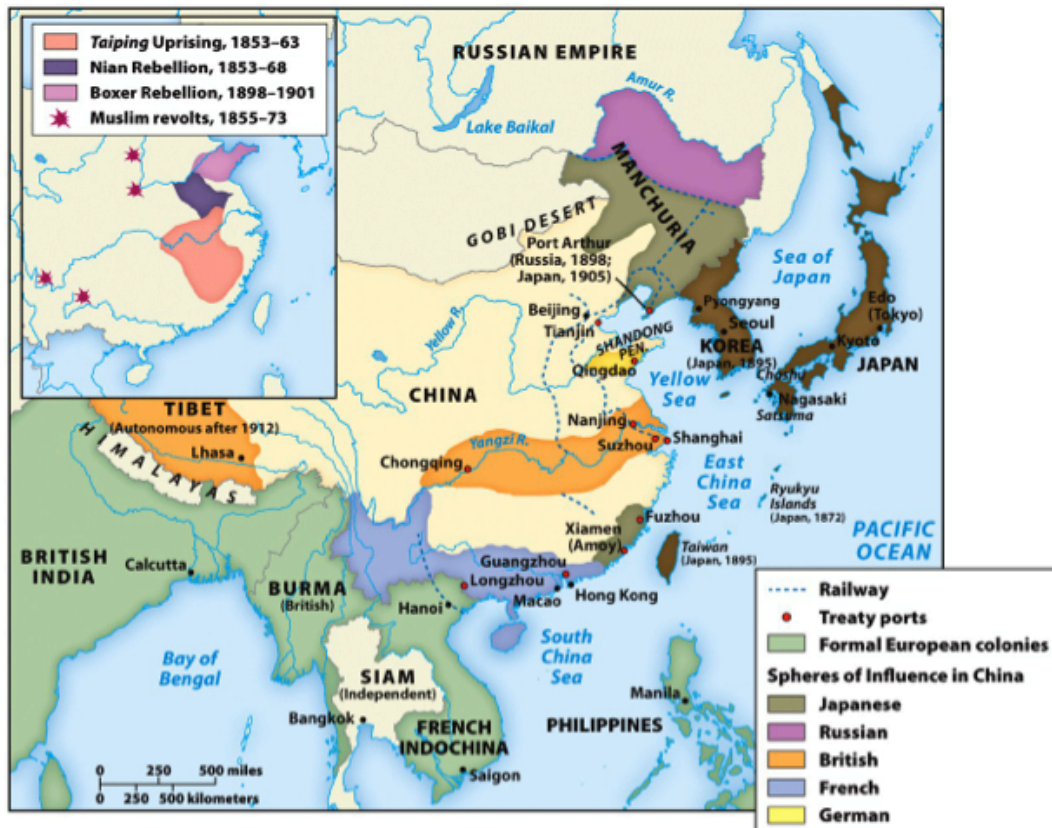 Taiping Uprising, 1853–63
Nian Rebellion, 1853–68
Boxer Rebellion, 1898–1901
Muslim revolts, 1855–73
RUSSIAN EMPIRE
Amur R.
Lake Baikal
MANCHURIA
GOBI DESERT
Port Arthur
(Russia, 1898;
Japan, 1905)
Sea of
Japan
Beijing
Tianjin
Pyongyang
Seoul
Edo
(Tokyo)
Yellow R.
SHANDONG
PEN.
KOREA
(Japan, 1895)
Kyoto
JAPAN
Qingdao
Yellow
Sea
Choshu
Nagasaki
Satsuma
CHINA
TIBET
(Autonomous after 1912)
Lhasa
HIMALAYAS
Nanjing
Yangzi R.
Suzhou
Shanghai
Chongqing
East
China
Sea
Ryukyu
Islands
(Japan, 1872)
PACIFIC
OCEAN
Fuzhou
Xiamen
(Amoy)
Taiwan
(Japan, 1895)
BRITISH
INDIA
Calcutta
BURMA
(British)
Guangzhou
Longzhou
Macao
Hong Kong
Hanoi
Bay of
Bengal
South
China
Sea
SIAM
(Independent)
Bangkok
FRENCH
INDOCHINA
Saigon
Manila
PHILIPPINES
0 250 500 miles
0 250 500 kilometers
Railway
Treaty ports
Formal European colonies
Spheres of Influence in China
Japanese
Russian
British
French
German